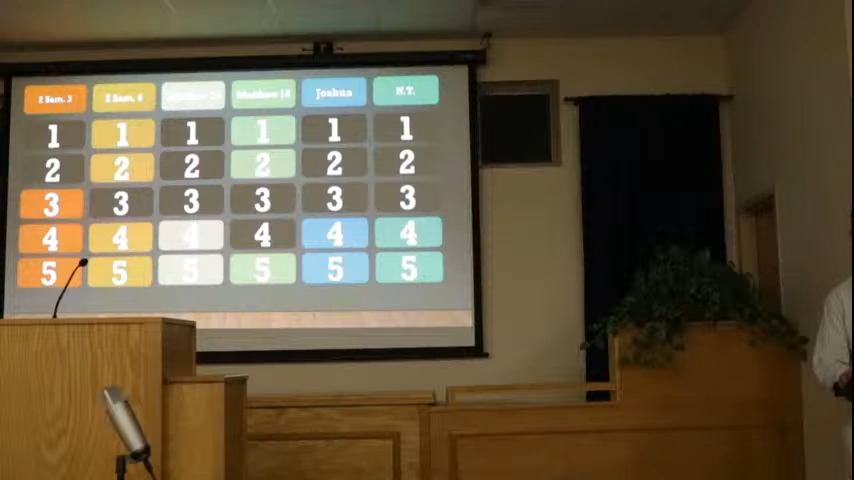 2 Sam. 3 2 Sam. 6 Matthew 18 Joshua N.T.
1 1 1 1 1 1
2 2 2 2 2 2
3 3 3 3 3 3
4 4 4 4 4 4
5 5 5 5 5 5